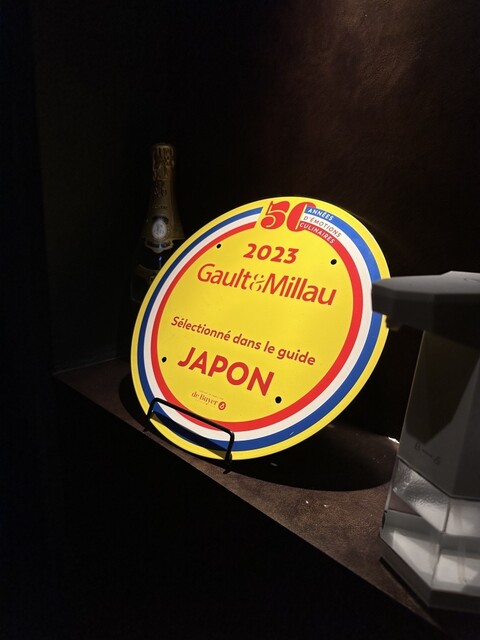 50
ANNÉES
D'ÉMOTIONS
CULINAIRES
2023
Gault&Millau
Sélectionné dans le guide
JAPON
de Buyer